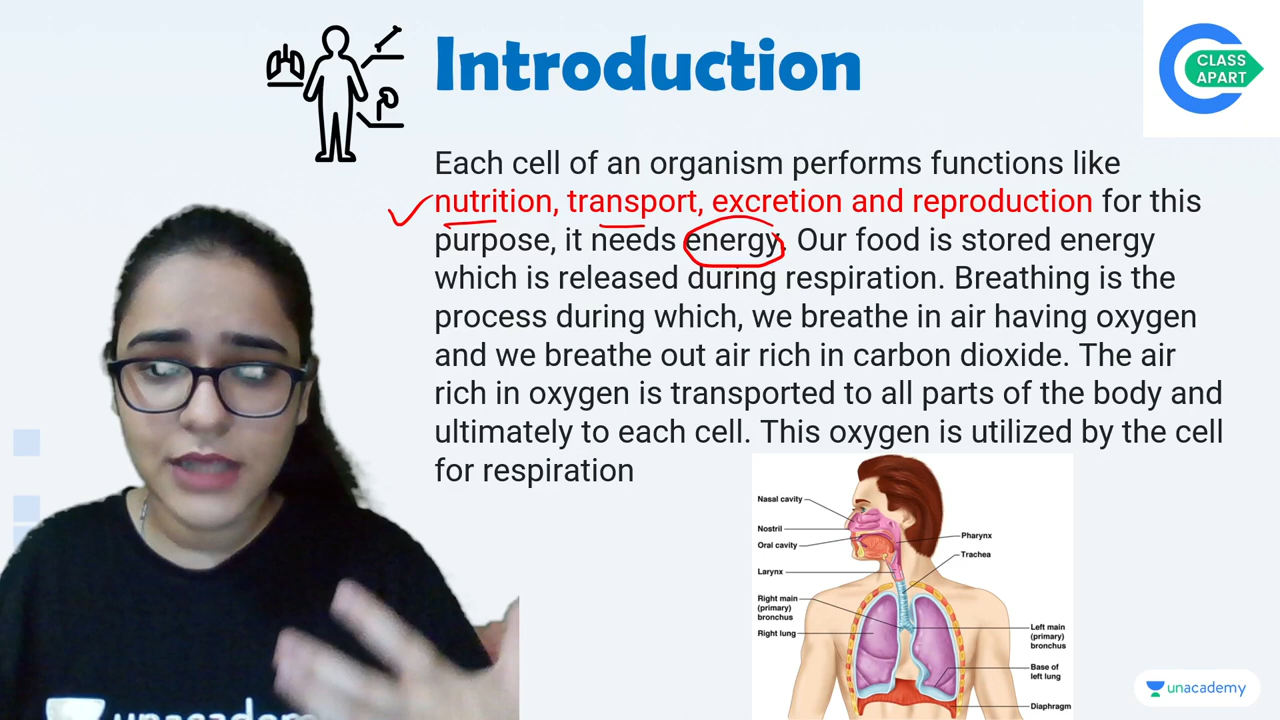 Introduction
CLASS
APART
Each cell of an organism performs functions like
nutrition, transport, excretion and reproduction for this
purpose, it needs energy. Our food is stored energy
which is released during respiration. Breathing is the
process during which, we breathe in air having oxygen
and we breathe out air rich in carbon dioxide. The air
rich in oxygen is transported to all parts of the body and
ultimately to each cell. This oxygen is utilized by the cell
for respiration
Nasal cavity
Nostril
Oral cavity
Larynx
Right main
(primary)
bronchus
Right lung
Pharynx
Trachea
Left main
(primary)
bronchus
Base of
left lung
Diaphragm
unacademy
unacademy